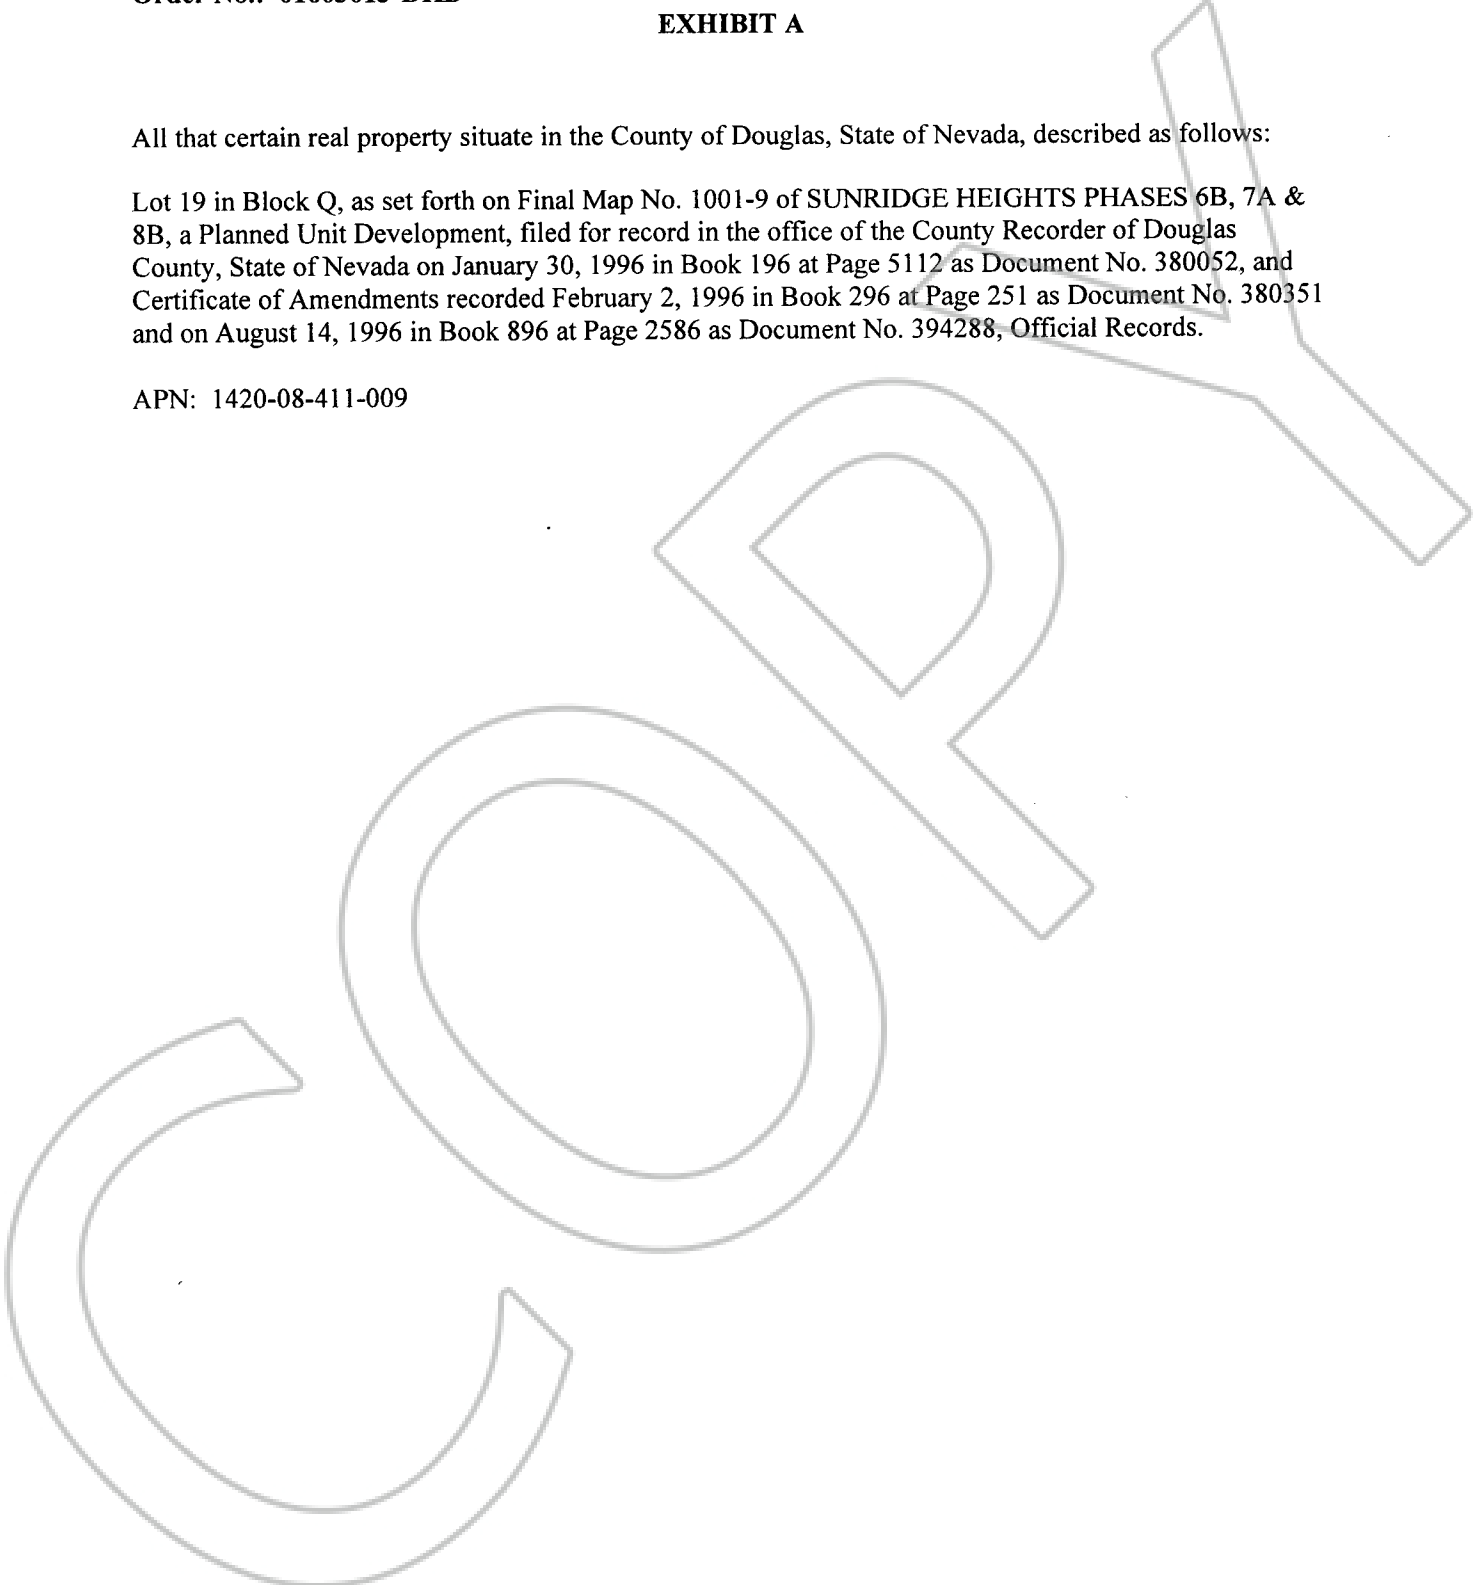 EXHIBIT A
All that certain real property situate in the County of Douglas, State of Nevada, described as follows:
Lot 19 in Block Q, as set forth on Final Map No. 1001-9 of SUNRIDGE HEIGHTS PHASES 6B, 7A &
8B, a Planned Unit Development, filed for record in the office of the County Recorder of Douglas
County, State of Nevada on January 30, 1996 in Book 196 at Page 5112 as Document No. 380052, and
Certificate of Amendments recorded February 2, 1996 in Book 296 at Page 251 as Document No. 380351
and on August 14, 1996 in Book 896 at Page 2586 as Document No. 394288, Official Records.
APN: 1420-08-411-009
COPY